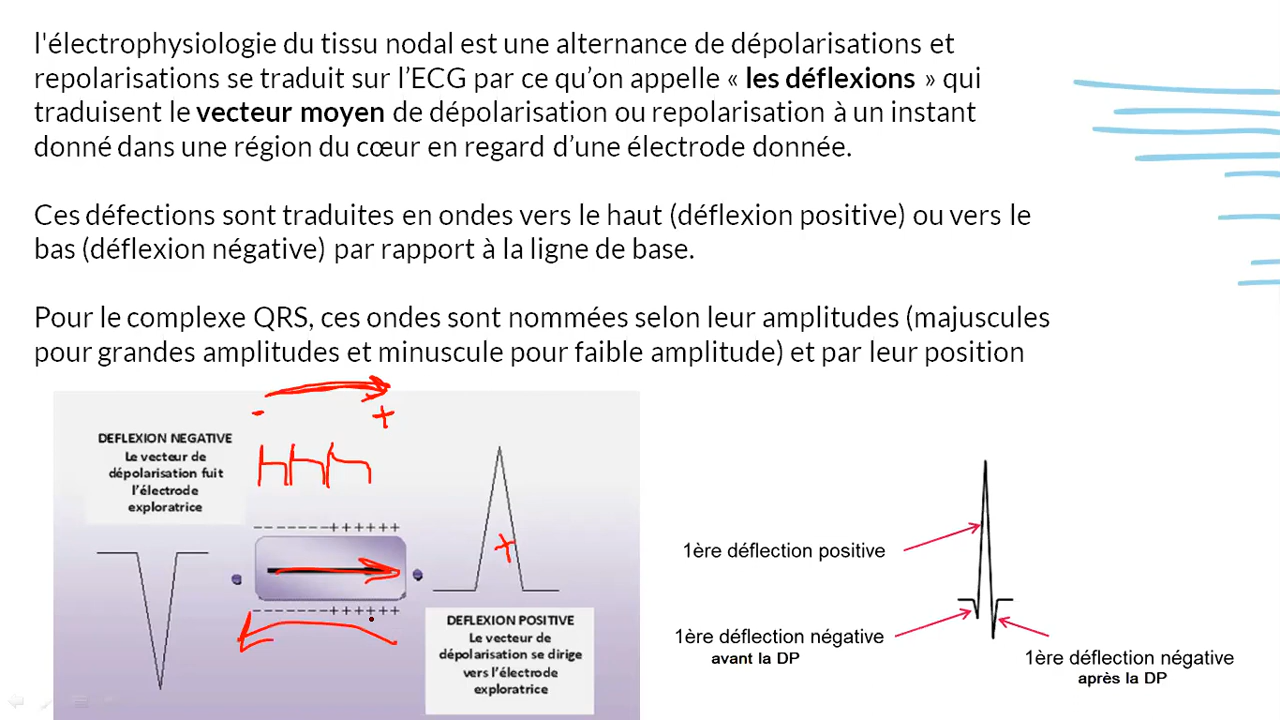 l'électrophysiologie du tissu nodal est une alternance de dépolarisations et
repolarisations se traduit sur l'ECG par ce qu'on appelle « les déflexions » qui
traduisent le vecteur moyen de dépolarisation ou repolarisation à un instant
donné dans une région du cœur en regard d'une électrode donnée.
Ces défections sont traduites en ondes vers le haut (déflexion positive) ou vers le
bas (déflexion négative) par rapport à la ligne de base.
Pour le complexe QRS, ces ondes sont nommées selon leur amplitudes (majuscules
pour grandes amplitudes et minuscule pour faible amplitude) et par leur position
- +
DEFLEXION NEGATIVE
Le vecteur de
dépolarisation fuit
l'électrode
exploratrice
- - - - - - - + + + + + +
+
- - - - - - - + + + + + +
DEFLEXION POSITIVE
Le vecteur de
dépolarisation se dirige
vers l'électrode
exploratrice
1ère déflection positive
1ère déflection négative
avant la DP
1ère déflection négative
après la DP